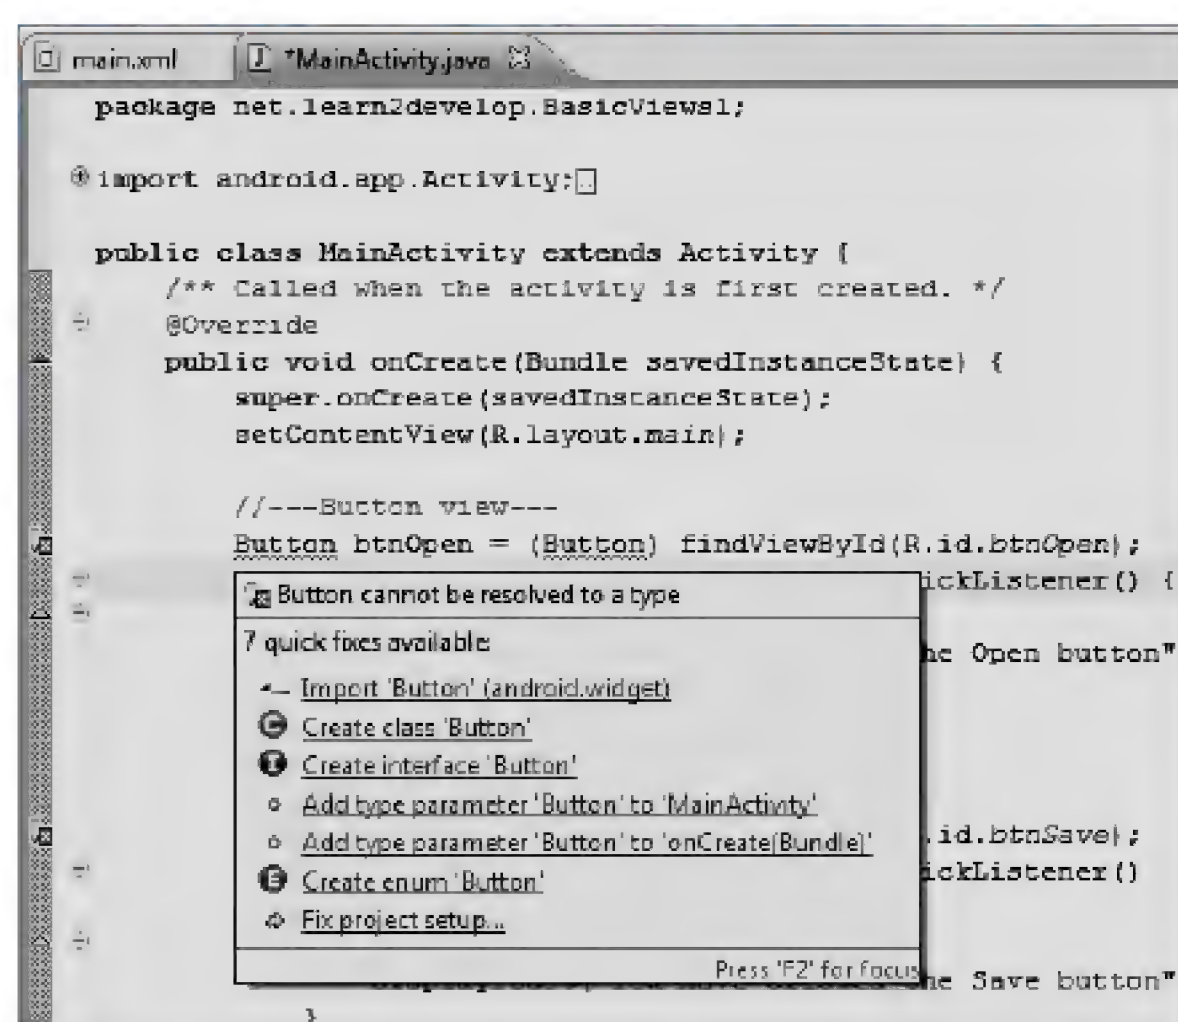 main.xml *MainActivity.java
package net.learn2develop.BasicViews1;
import android.app.Activity;
public class MainActivity extends Activity {
/** Called when the activity is first created. */
@Override
public void onCreate(Bundle savedInstanceState) {
super.onCreate(savedInstanceState);
setContentView(R.layout.main);
//---Button view---
Button btnOpen = (Button) findViewById(R.id.btnOpen);
ickListener() {
Button cannot be resolved to a type
7 quick fixes available:
he Open button"
Import 'Button' (android.widget)
Create class 'Button'
Create interface 'Button'
Add type parameter 'Button' to 'MainActivity'
Add type parameter 'Button' to 'onCreate(Bundle)'
.id.btnSave);
Create enum 'Button'
ickListener()
Fix project setup...
Press 'F2' for focus
he Save button"
}